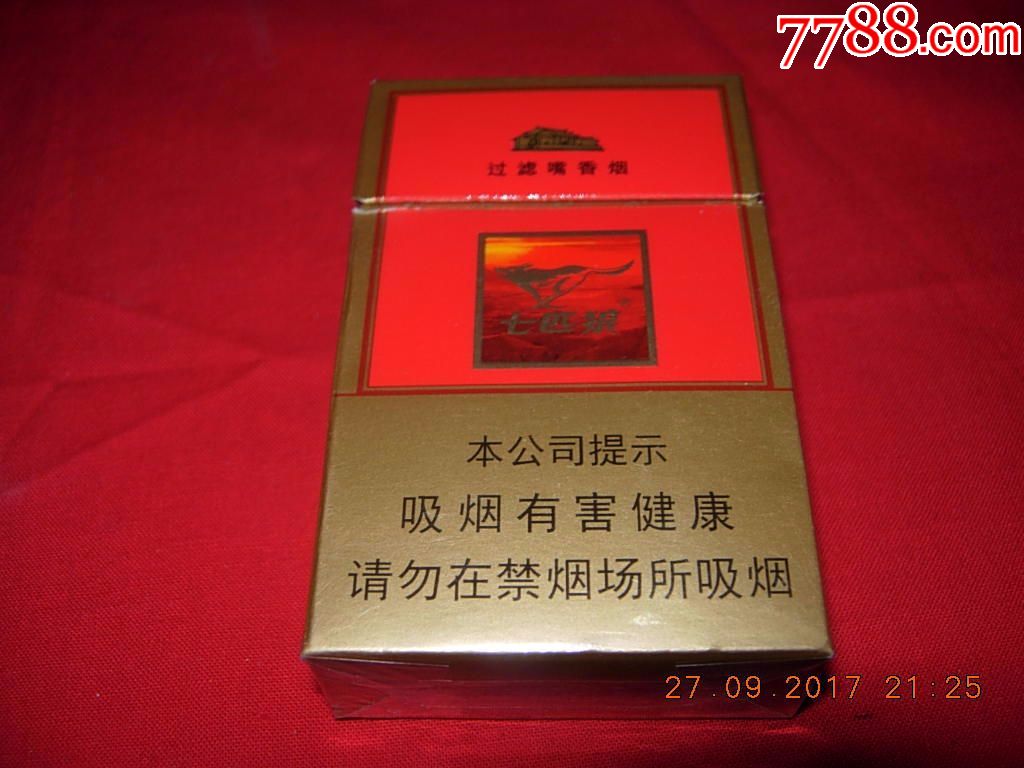 7788.com
过滤嘴香烟
七匹狼
本公司提示
吸烟有害健康
请勿在禁烟场所吸烟
27.09.2017 21:25